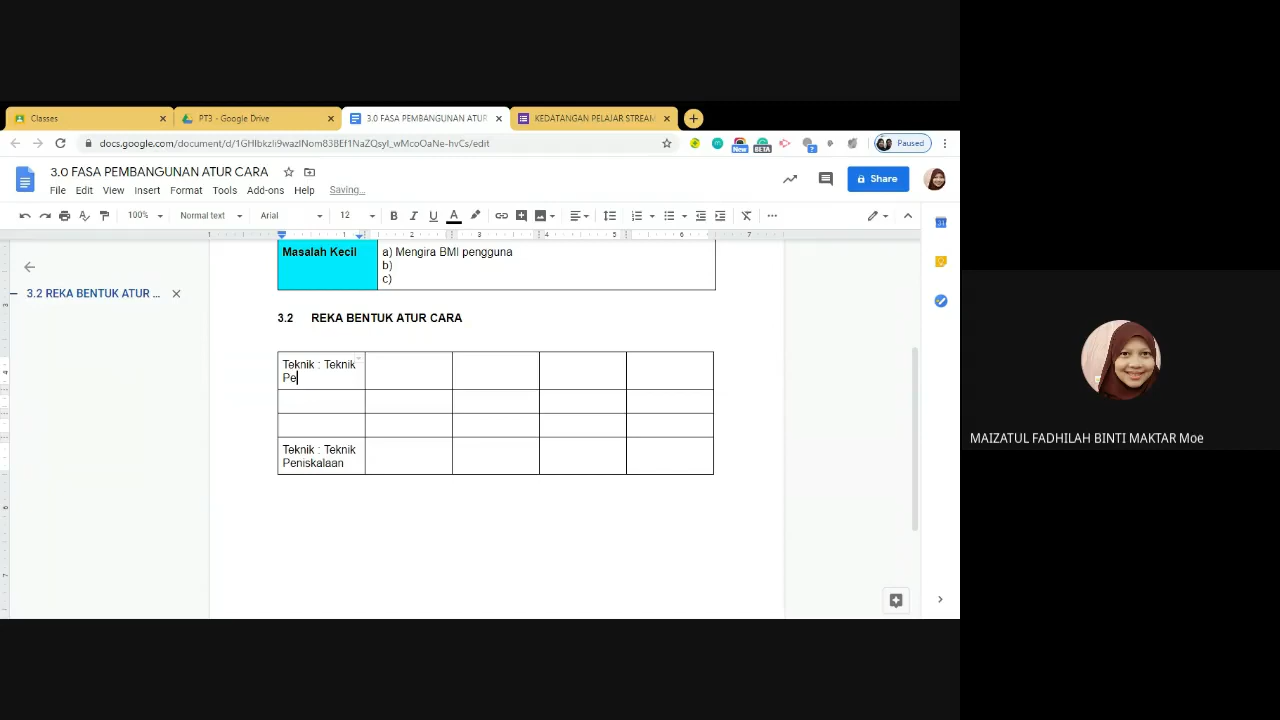 Classes
PT3 - Google Drive
3.0 FASA PEMBANGUNAN ATUR
KEDATANGAN PELAJAR STREAM
Paused
3.0 FASA PEMBANGUNAN ATUR CARA
File Edit View Insert Format Tools Add-ons Help Saving...
Share
100% Normal text Arial 12 B I U A
Masalah Kecil
a) Mengira BMI pengguna
b)
c)
3.2 REKA BENTUK ATUR ...
3.2 REKA BENTUK ATUR CARA
Teknik : Teknik
Pe
Teknik : Teknik
Peniskalaan
MAIZATUL FADHILAH BINTI MAKTAR Moe